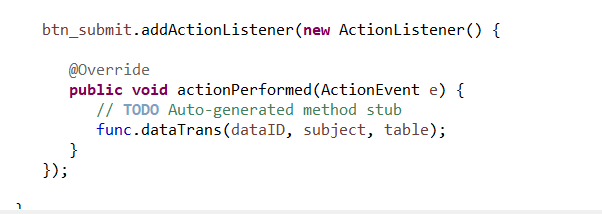 btn_submit.addActionListener(new ActionListener() {
@Override
public void actionPerformed(ActionEvent e) {
// TODO Auto-generated method stub
func.dataTrans(dataID, subject, table);
}
});
}